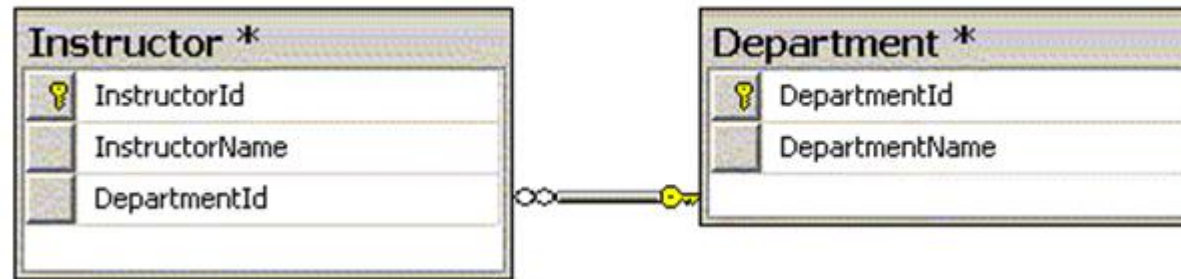 Instructor *
InstructorId
InstructorName
DepartmentId
Department *
DepartmentId
DepartmentName